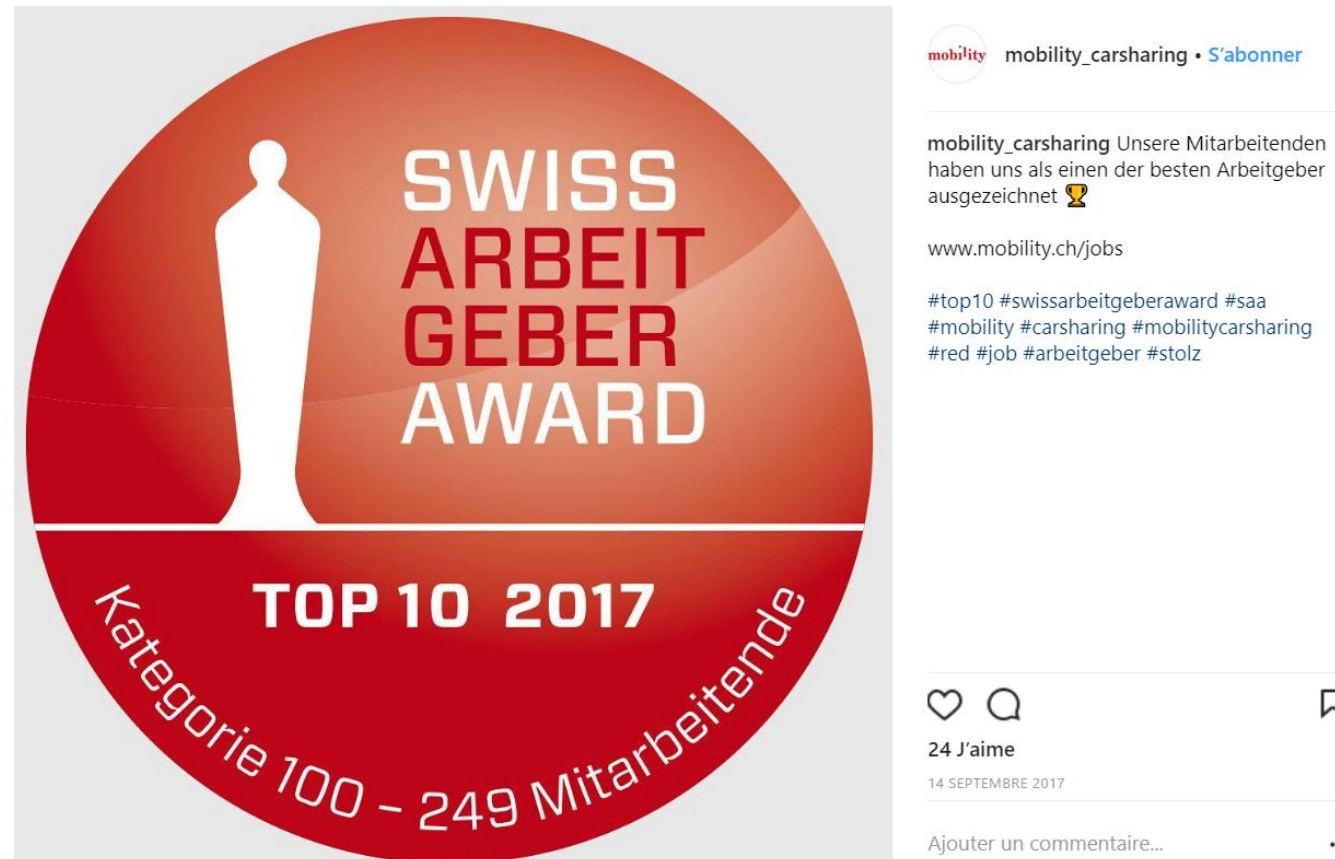 SWISS
ARBEIT
GEBER
AWARD
TOP 10 2017
Kategorie 100 – 249 Mitarbeitende
mobility mobility_carsharing • S'abonner
mobility_carsharing Unsere Mitarbeitenden
haben uns als einen der besten Arbeitgeber
ausgezeichnet 🏆
www.mobility.ch/jobs
#top10 #swissarbeitgeberaward #saa
#mobility #carsharing #mobilitycarsharing
#red #job #arbeitgeber #stolz
24 J'aime
14 SEPTEMBRE 2017
Ajouter un commentaire...